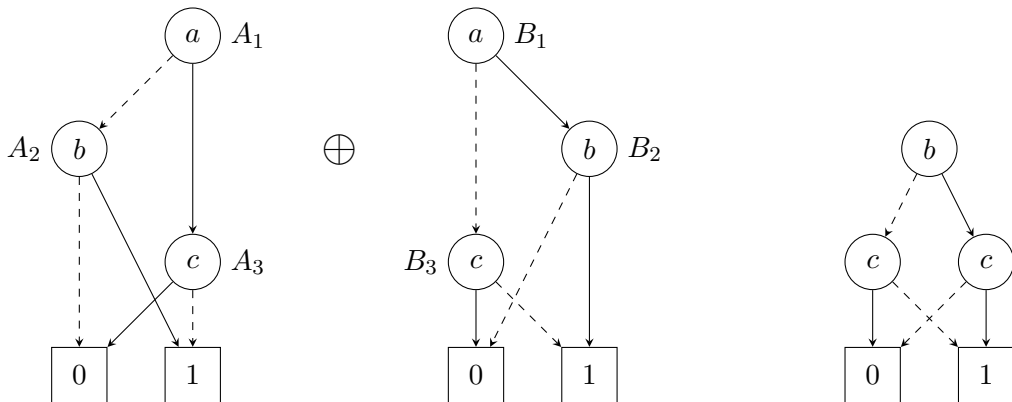 a A₁ a B₁
A₂ b ⊕ b B₂ b
c A₃ B₃ c c c
0 1 0 1 0 1